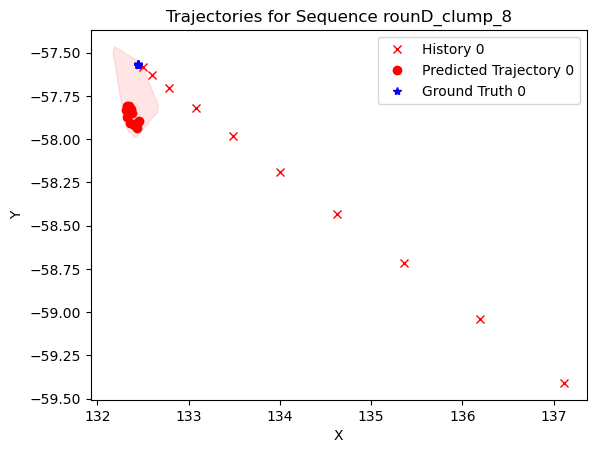 Trajectories for Sequence rounD_clump_8
History 0
Predicted Trajectory 0
Ground Truth 0
Y
−57.50
−57.75
−58.00
−58.25
−58.50
−58.75
−59.00
−59.25
−59.50
132
133
134
135
136
137
X